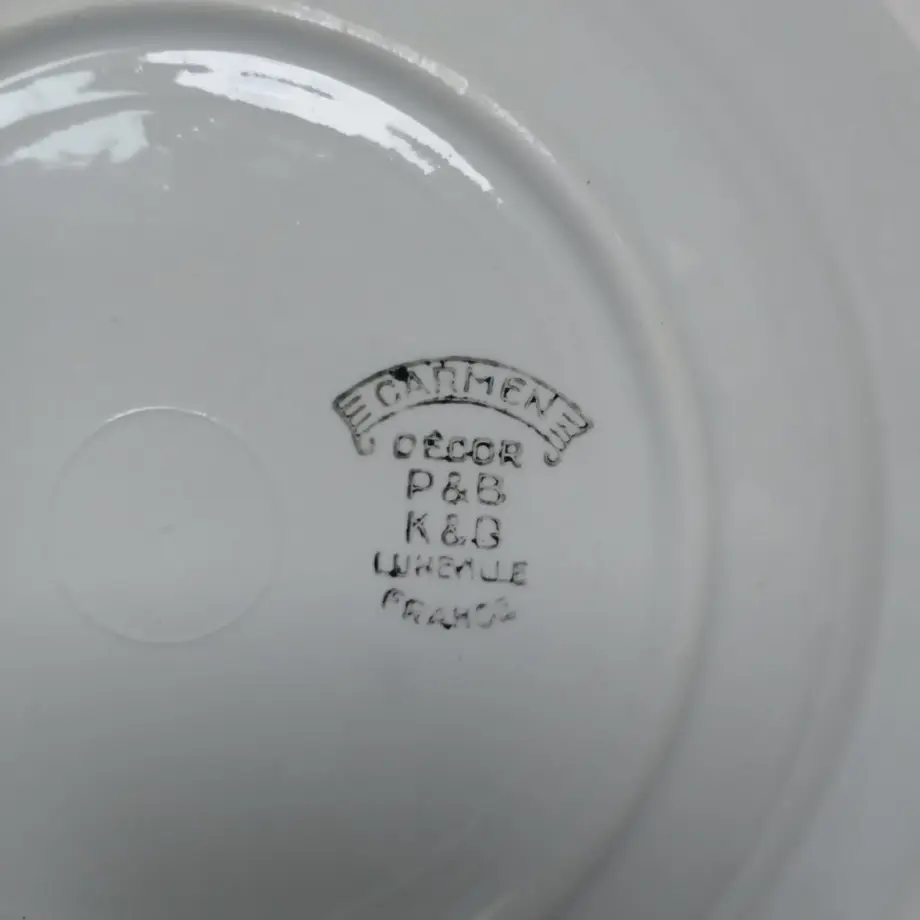 CARMEN
DÉCOR
P & B
K & G
LUNEVILLE
FRANCE